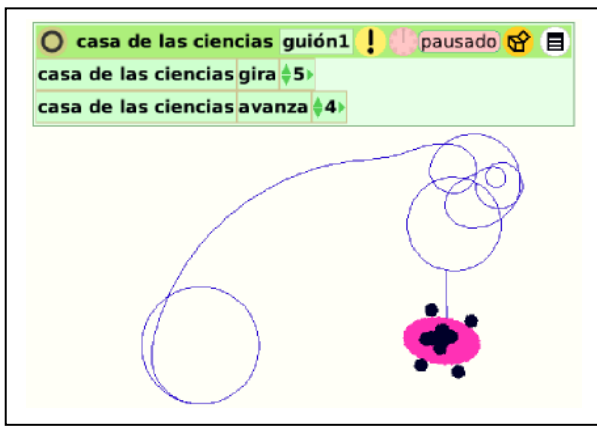 casa de las ciencias guión1 ! pausado
casa de las ciencias gira 5
casa de las ciencias avanza 4